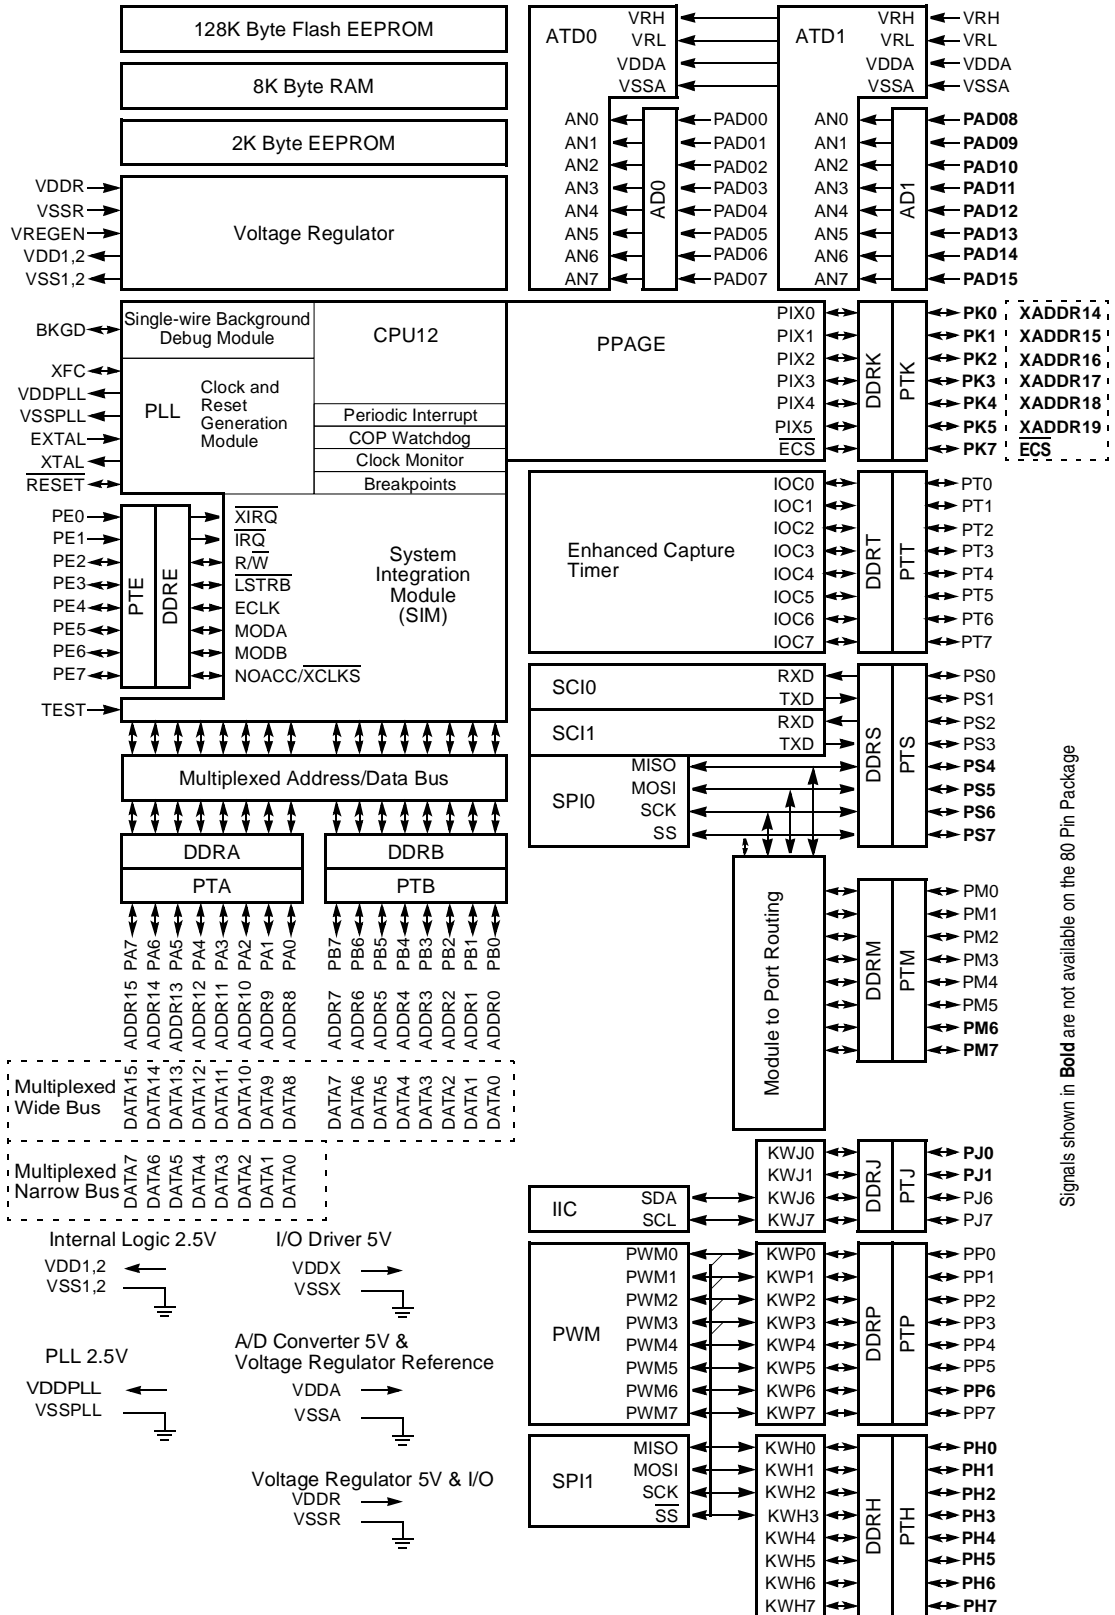 128K Byte Flash EEPROM
8K Byte RAM
2K Byte EEPROM
VDDR
VSSR
VREGEN
VDD1,2
VSS1,2
Voltage Regulator
ATD0
VRH
VRL
VDDA
VSSA
AN0
AN1
AN2
AN3
AN4
AN5
AN6
AN7
AD0
PAD00
PAD01
PAD02
PAD03
PAD04
PAD05
PAD06
PAD07
ATD1
VRH
VRL
VDDA
VSSA
AN0
AN1
AN2
AN3
AN4
AN5
AN6
AN7
AD1
VRH
VRL
VDDA
VSSA
PAD08
PAD09
PAD10
PAD11
PAD12
PAD13
PAD14
PAD15
BKGD
XFC
VDDPLL
VSSPLL
EXTAL
XTAL
RESET
Single-wire Background
Debug Module
CPU12
PLL
Clock and
Reset
Generation
Module
Periodic Interrupt
COP Watchdog
Clock Monitor
Breakpoints
PPAGE
PIX0
PIX1
PIX2
PIX3
PIX4
PIX5
ECS
DDRK
PTK
PK0 XADDR14
PK1 XADDR15
PK2 XADDR16
PK3 XADDR17
PK4 XADDR18
PK5 XADDR19
PK7 ECS
PE0
PE1
PE2
PE3
PE4
PE5
PE6
PE7
TEST
PTE
DDRE
XIRQ
IRQ
R/W
LSTRB
ECLK
MODA
MODB
NOACC/XCLKS
System
Integration
Module
(SIM)
Enhanced Capture
Timer
IOC0
IOC1
IOC2
IOC3
IOC4
IOC5
IOC6
IOC7
DDRT
PTT
PT0
PT1
PT2
PT3
PT4
PT5
PT6
PT7
SCI0
RXD
TXD
SCI1
RXD
TXD
SPI0
MISO
MOSI
SCK
SS
DDRS
PTS
PS0
PS1
PS2
PS3
PS4
PS5
PS6
PS7
Multiplexed Address/Data Bus
DDRA
PTA
DDRB
PTB
PA7
PA6
PA5
PA4
PA3
PA2
PA1
PA0
PB7
PB6
PB5
PB4
PB3
PB2
PB1
PB0
ADDR15
ADDR14
ADDR13
ADDR12
ADDR11
ADDR10
ADDR9
ADDR8
ADDR7
ADDR6
ADDR5
ADDR4
ADDR3
ADDR2
ADDR1
ADDR0
Multiplexed
Wide Bus
DATA15
DATA14
DATA13
DATA12
DATA11
DATA10
DATA9
DATA8
DATA7
DATA6
DATA5
DATA4
DATA3
DATA2
DATA1
DATA0
Multiplexed
Narrow Bus
DATA7
DATA6
DATA5
DATA4
DATA3
DATA2
DATA1
DATA0
Module to Port Routing
DDRM
PTM
PM0
PM1
PM2
PM3
PM4
PM5
PM6
PM7
Signals shown in Bold are not available on the 80 Pin Package
IIC
SDA
SCL
KWJ0
KWJ1
KWJ6
KWJ7
DDRJ
PTJ
PJ0
PJ1
PJ6
PJ7
Internal Logic 2.5V
VDD1,2
VSS1,2
I/O Driver 5V
VDDX
VSSX
PLL 2.5V
VDDPLL
VSSPLL
A/D Converter 5V &
Voltage Regulator Reference
VDDA
VSSA
Voltage Regulator 5V & I/O
VDDR
VSSR
PWM
PWM0
PWM1
PWM2
PWM3
PWM4
PWM5
PWM6
PWM7
KWP0
KWP1
KWP2
KWP3
KWP4
KWP5
KWP6
KWP7
DDRP
PTP
PP0
PP1
PP2
PP3
PP4
PP5
PP6
PP7
SPI1
MISO
MOSI
SCK
SS
KWH0
KWH1
KWH2
KWH3
KWH4
KWH5
KWH6
KWH7
DDRH
PTH
PH0
PH1
PH2
PH3
PH4
PH5
PH6
PH7